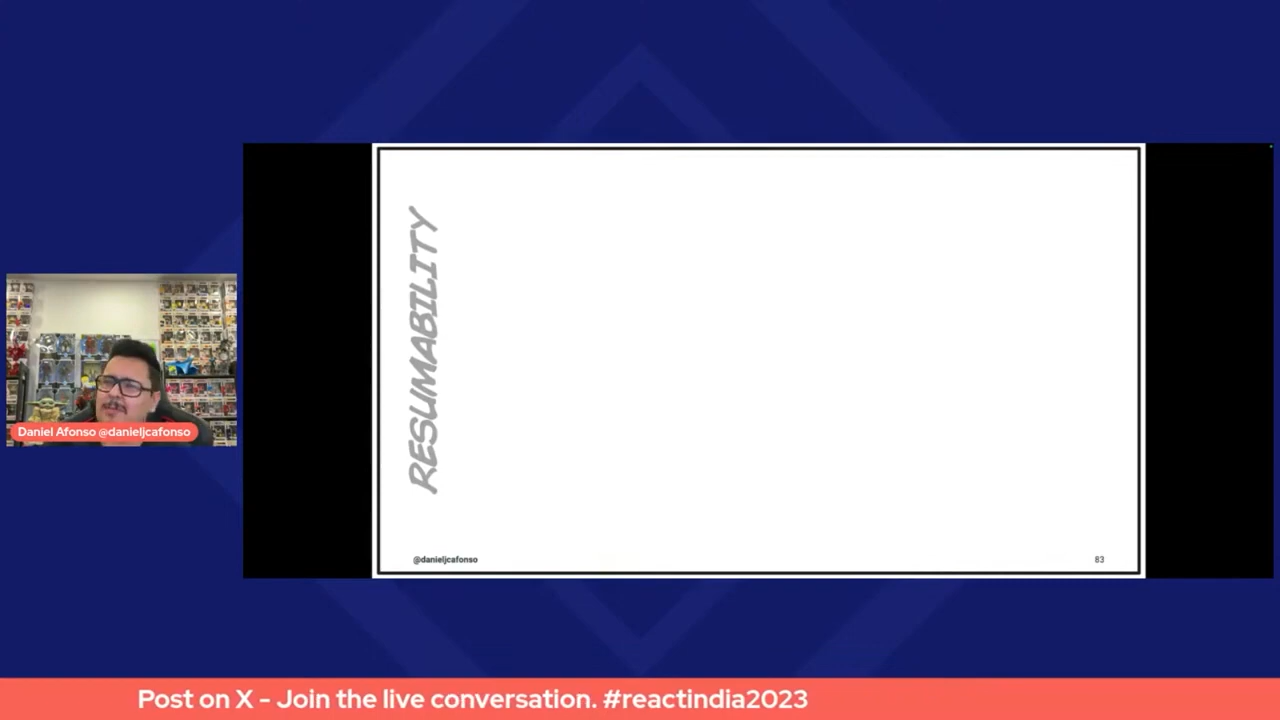 RESUMABILITY
Daniel Afonso @danieljcafonso
@danieljcafonso
83
Post on X - Join the live conversation. #reactindia2023